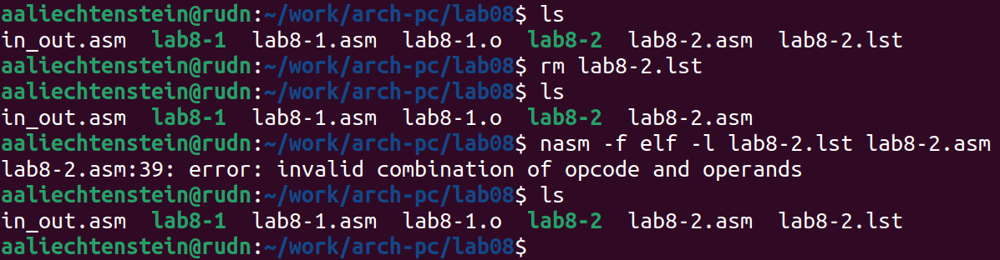 aaliechtenstein@rudn:~/work/arch-pc/lab08$ ls
in_out.asm  lab8-1  lab8-1.asm  lab8-1.o  lab8-2  lab8-2.asm  lab8-2.lst
aaliechtenstein@rudn:~/work/arch-pc/lab08$ rm lab8-2.lst
aaliechtenstein@rudn:~/work/arch-pc/lab08$ ls
in_out.asm  lab8-1  lab8-1.asm  lab8-1.o  lab8-2  lab8-2.asm
aaliechtenstein@rudn:~/work/arch-pc/lab08$ nasm -f elf -l lab8-2.lst lab8-2.asm
lab8-2.asm:39: error: invalid combination of opcode and operands
aaliechtenstein@rudn:~/work/arch-pc/lab08$ ls
in_out.asm  lab8-1  lab8-1.asm  lab8-1.o  lab8-2  lab8-2.asm  lab8-2.lst
aaliechtenstein@rudn:~/work/arch-pc/lab08$